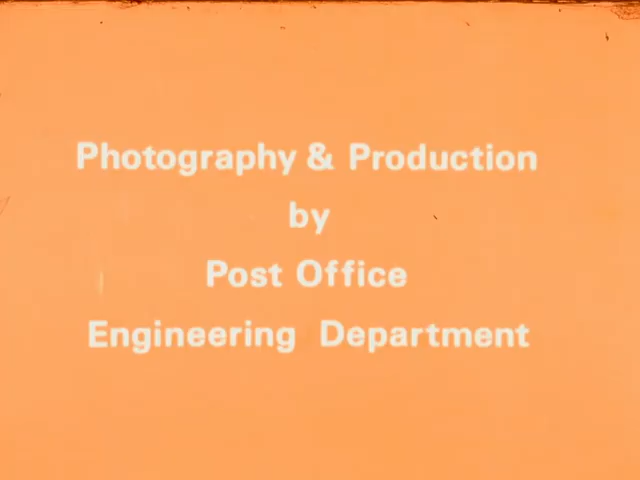 Photography & Production
by
Post Office
Engineering Department